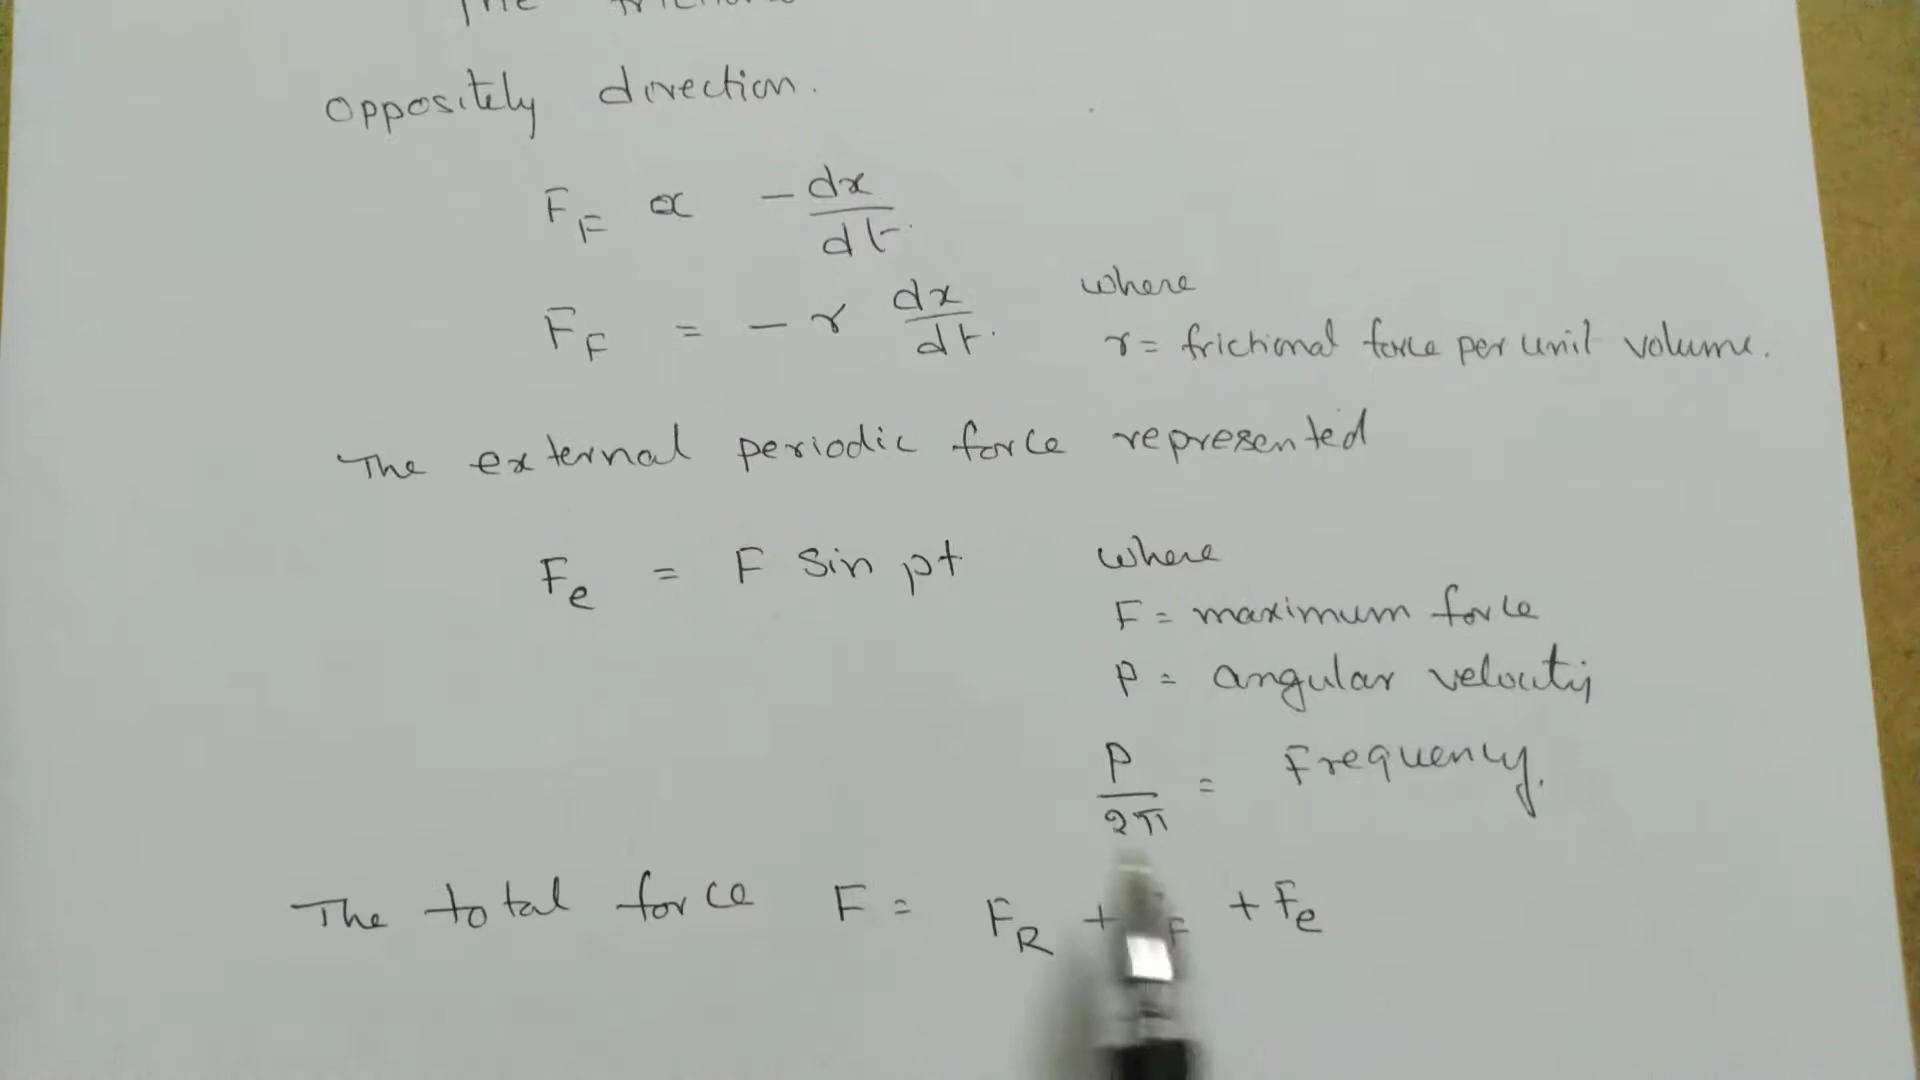 The
oppositely direction.
F_F ∝ - dx/dt.
F_F = - r dx/dt. where
r = frictional force per unit volume.
The external periodic force represented
F_e = F Sin pt where
F = maximum force
P = angular velocity
P/2π = Frequency.
The total force F = F_R + + F_e